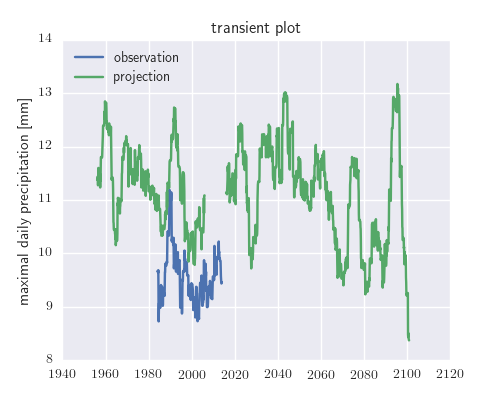 transient plot
14
13
12
11
10
9
8
maximal daily precipitation [mm]
observation
projection
1940 1960 1980 2000 2020 2040 2060 2080 2100 2120